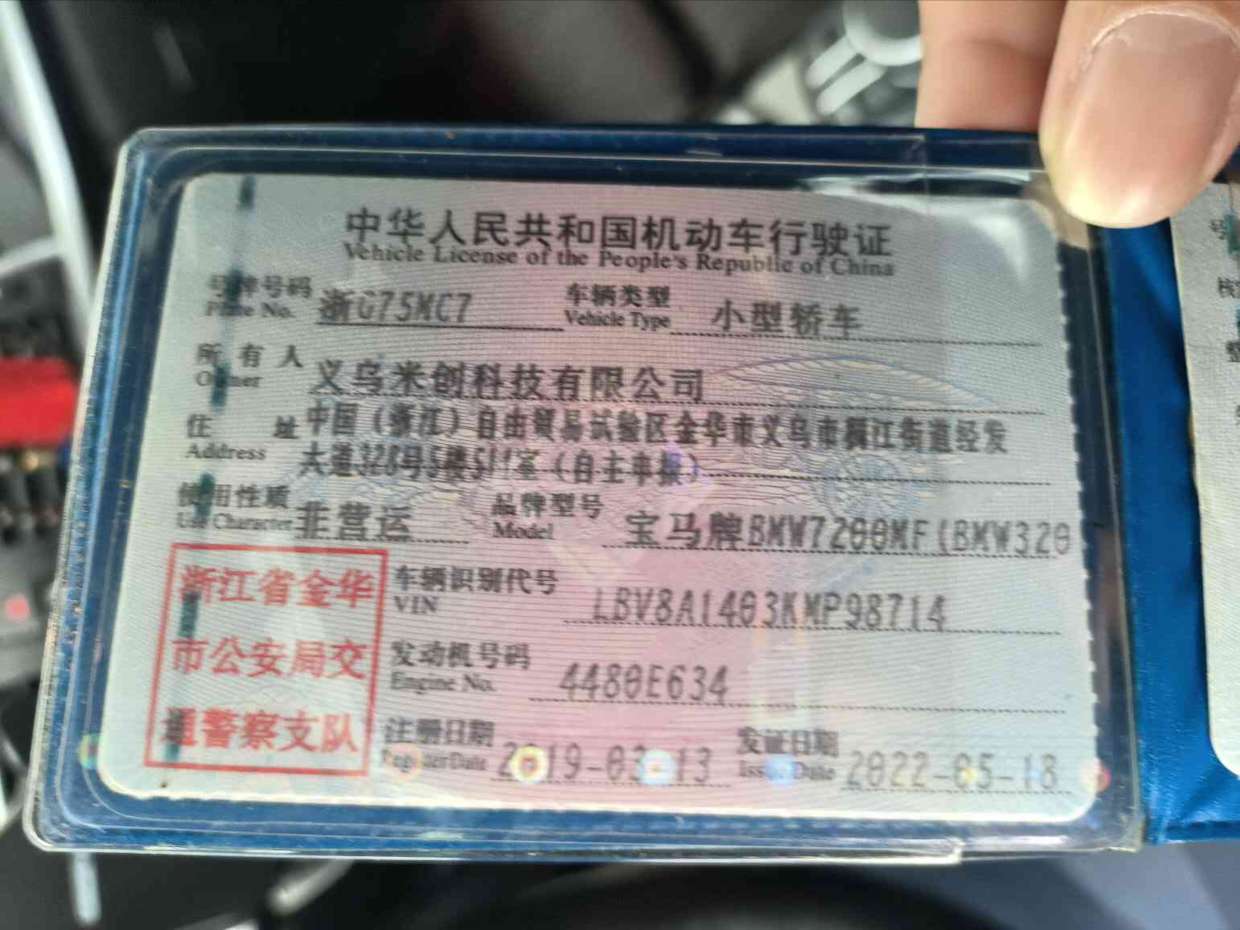 中华人民共和国机动车行驶证
Vehicle License of the People's Republic of China
号牌号码 浙G75MC7 车辆类型 小型轿车
Plate No. Vehicle Type
所有人 义乌米创科技有限公司
Owner
住址 中国（浙江）自由贸易试验区金华市义乌市稠江街道经发
Address 大道328号5楼511室（自主申报）
使用性质 非营运 品牌型号 宝马牌BMW7200MF(BMW320
Use Character Model
浙江省金华
市公安局交
通警察支队
车辆识别代号 LBV8A1403KMP98714
VIN
发动机号码 4480E634
Engine No.
注册日期 2019-03-13 发证日期 2022-05-18
Register Date Issue Date
号